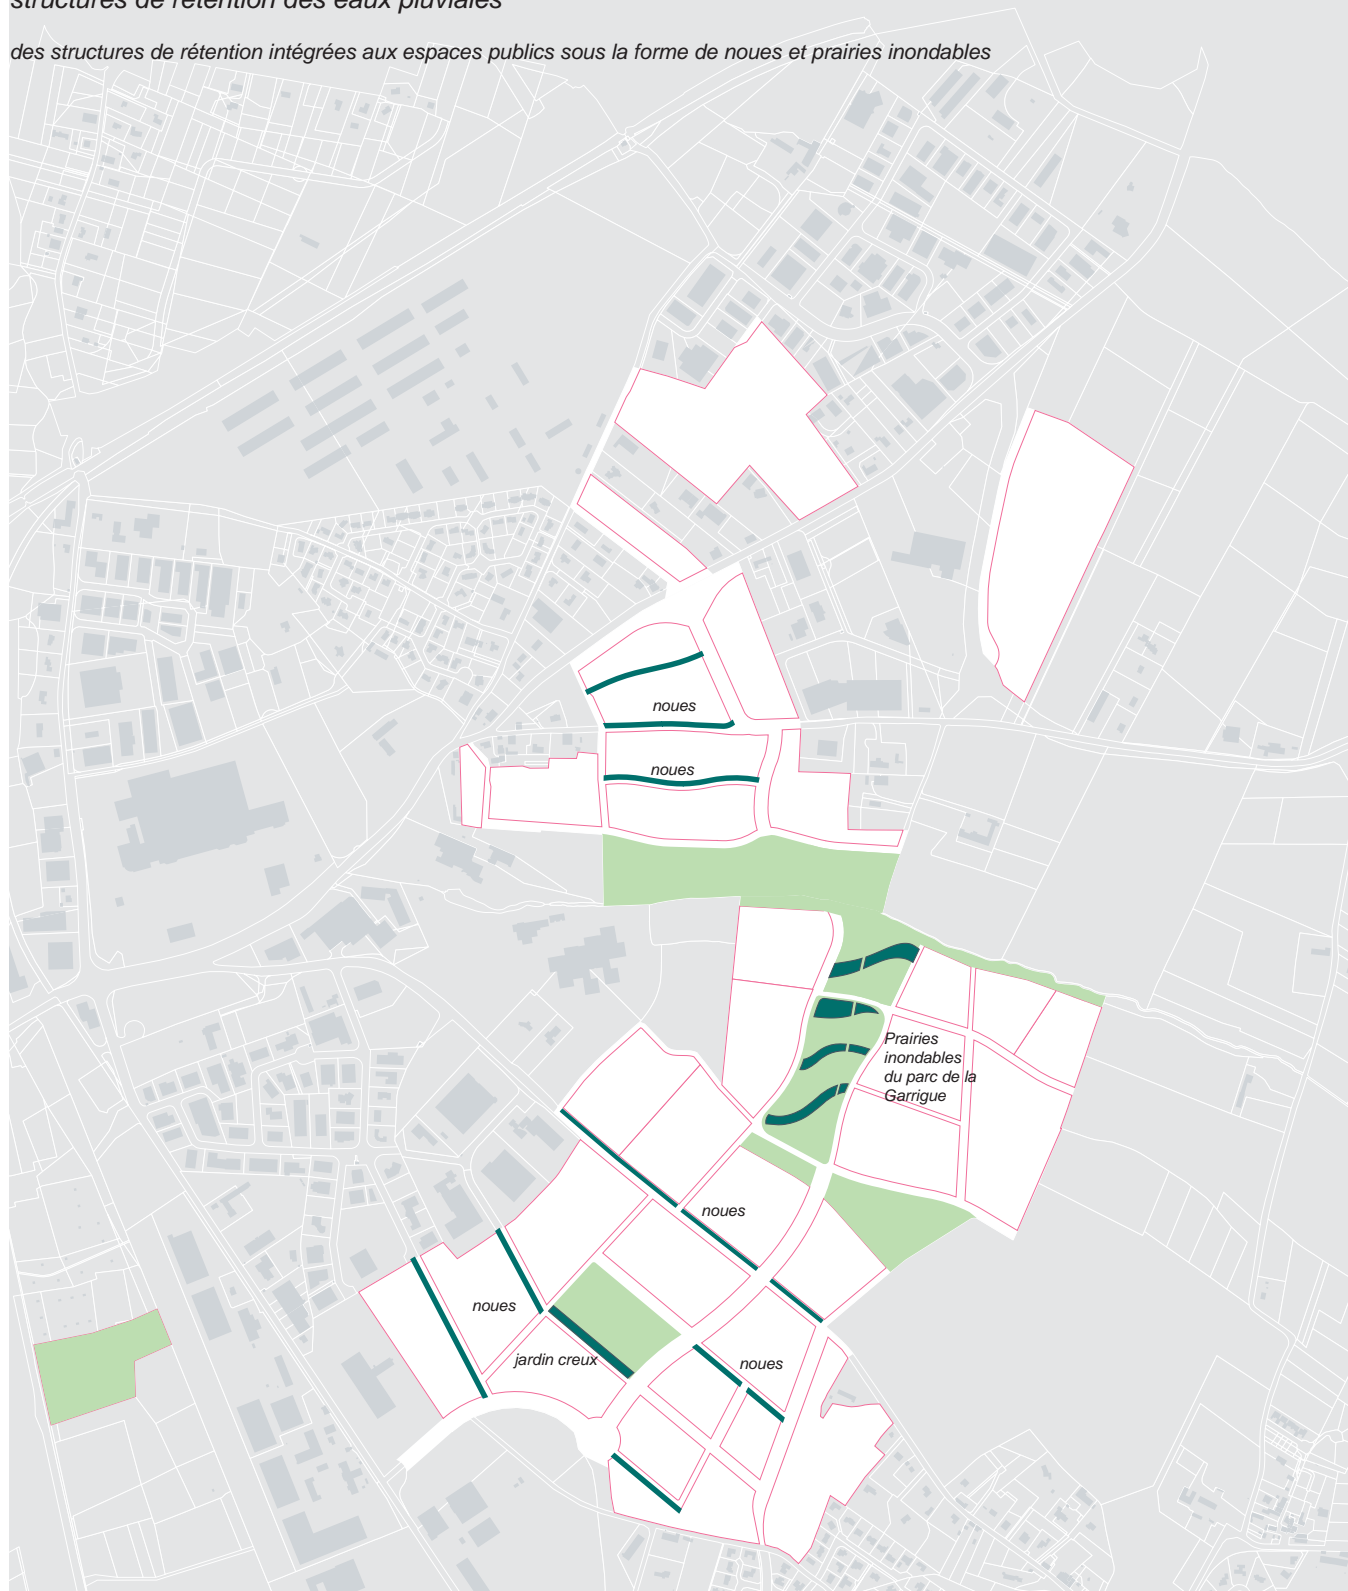 structures de rétention des eaux pluviales
des structures de rétention intégrées aux espaces publics sous la forme de noues et prairies inondables
noues
noues
Prairies
inondables
du parc de la
Garrigue
noues
noues
jardin creux
noues